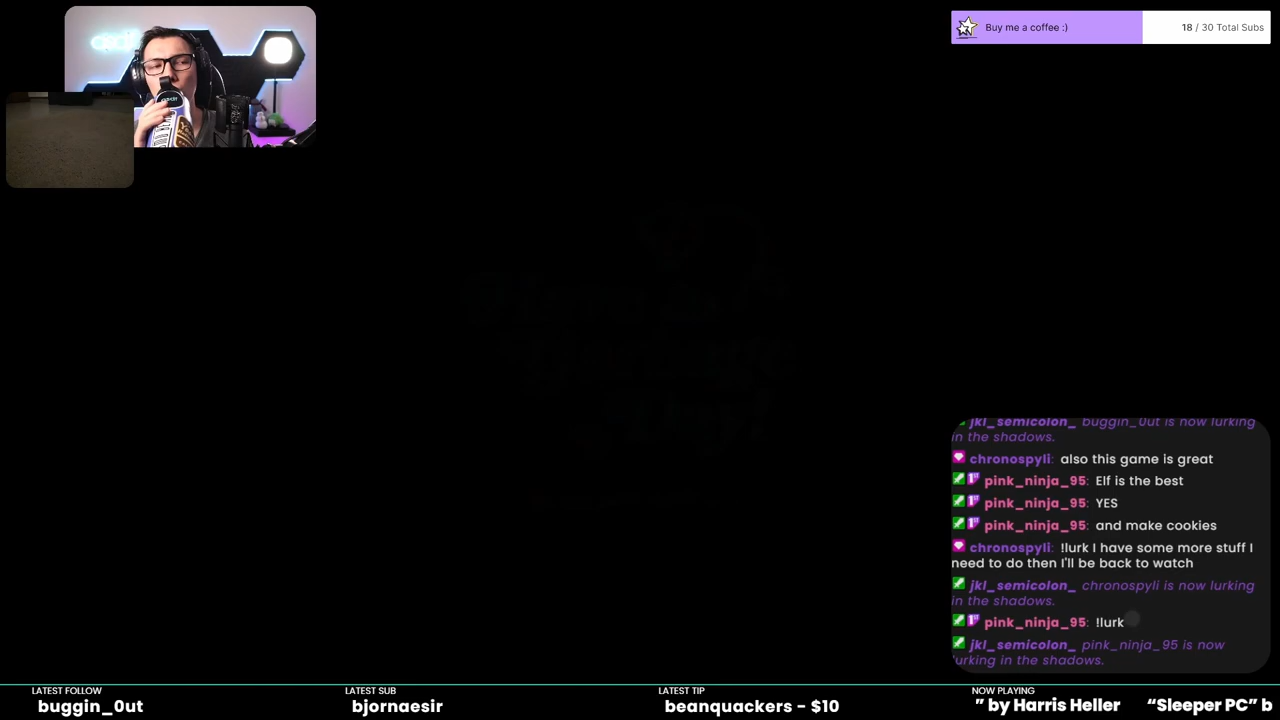 Buy me a coffee :)
18 / 30 Total Subs
jkl_semicolon_ buggin_0ut is now lurking
in the shadows.
chronospyli: also this game is great
pink_ninja_95: Elf is the best
pink_ninja_95: YES
pink_ninja_95: and make cookies
chronospyli: !lurk I have some more stuff I
need to do then I'll be back to watch
jkl_semicolon_ chronospyli is now lurking
in the shadows.
pink_ninja_95: !lurk
jkl_semicolon_ pink_ninja_95 is now
lurking in the shadows.
LATEST FOLLOW
buggin_0ut
LATEST SUB
bjornaesir
LATEST TIP
beanquackers - $10
NOW PLAYING
” by Harris Heller “Sleeper PC” b